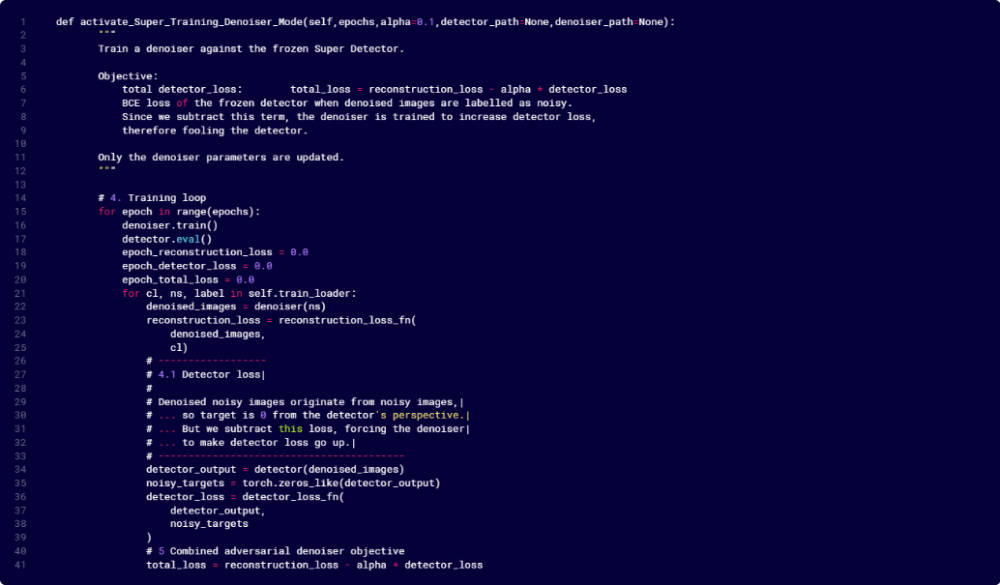 1 def activate_Super_Training_Denoiser_Mode(self,epochs,alpha=0.1,detector_path=None,denoiser_path=None):
2 """
3 Train a denoiser against the frozen Super Detector.
4
5 Objective:
6 total detector_loss: total_loss = reconstruction_loss - alpha * detector_loss
7 BCE loss of the frozen detector when denoised images are labelled as noisy.
8 Since we subtract this term, the denoiser is trained to increase detector loss,
9 therefore fooling the detector.
10
11 Only the denoiser parameters are updated.
12 """
13
14 # 4. Training loop
15 for epoch in range(epochs):
16 denoiser.train()
17 detector.eval()
18 epoch_reconstruction_loss = 0.0
19 epoch_detector_loss = 0.0
20 epoch_total_loss = 0.0
21 for cl, ns, label in self.train_loader:
22 denoised_images = denoiser(ns)
23 reconstruction_loss = reconstruction_loss_fn(
24 denoised_images,
25 cl)
26 # ------------------
27 # 4.1 Detector loss|
28 #
29 # Denoised noisy images originate from noisy images,|
30 # ... so target is 0 from the detector's perspective.|
31 # ... But we subtract this loss, forcing the denoiser|
32 # ... to make detector loss go up.|
33 # -----------------------------------------
34 detector_output = detector(denoised_images)
35 noisy_targets = torch.zeros_like(detector_output)
36 detector_loss = detector_loss_fn(
37 detector_output,
38 noisy_targets
39 )
40 # 5 Combined adversarial denoiser objective
41 total_loss = reconstruction_loss - alpha * detector_loss